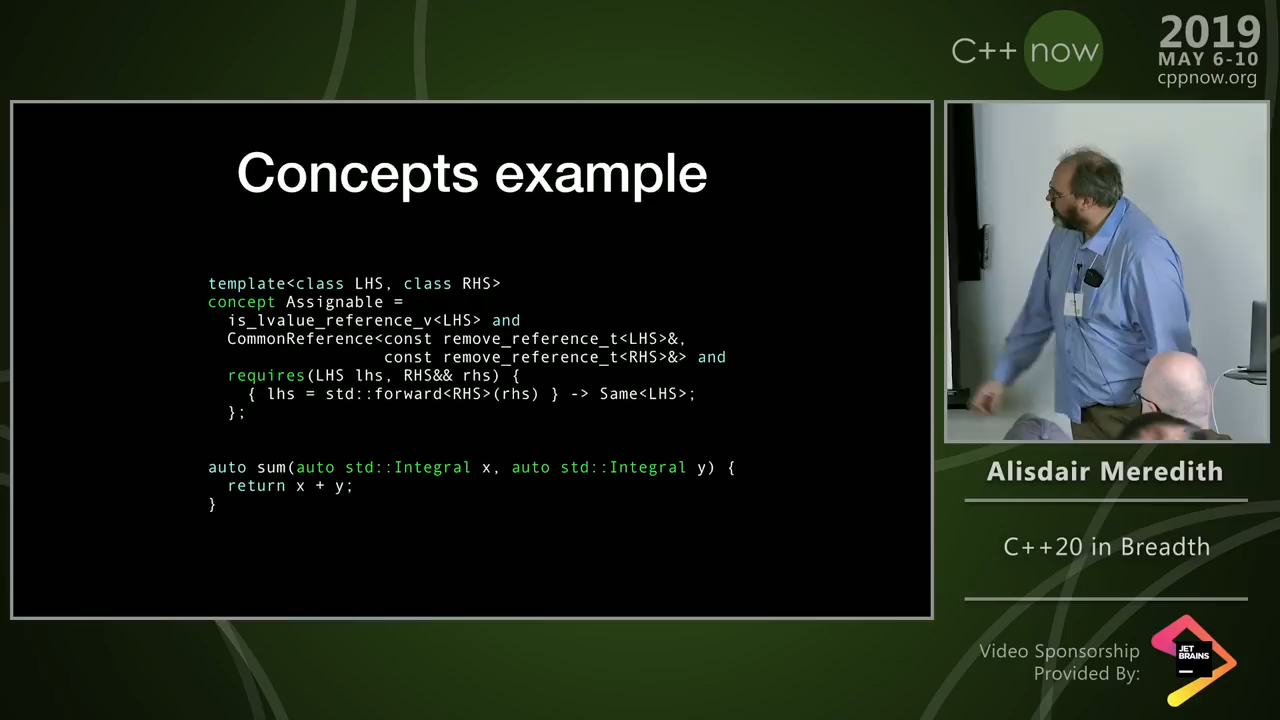 C++ now
2019
MAY 6-10
cppnow.org
Concepts example
template<class LHS, class RHS>
concept Assignable =
  is_lvalue_reference_v<LHS> and
  CommonReference<const remove_reference_t<LHS>&,
                  const remove_reference_t<RHS>&> and
  requires(LHS lhs, RHS&& rhs) {
    { lhs = std::forward<RHS>(rhs) } -> Same<LHS>;
  };
auto sum(auto std::Integral x, auto std::Integral y) {
  return x + y;
}
Alisdair Meredith
C++20 in Breadth
Video Sponsorship
Provided By:
JET
BRAINS